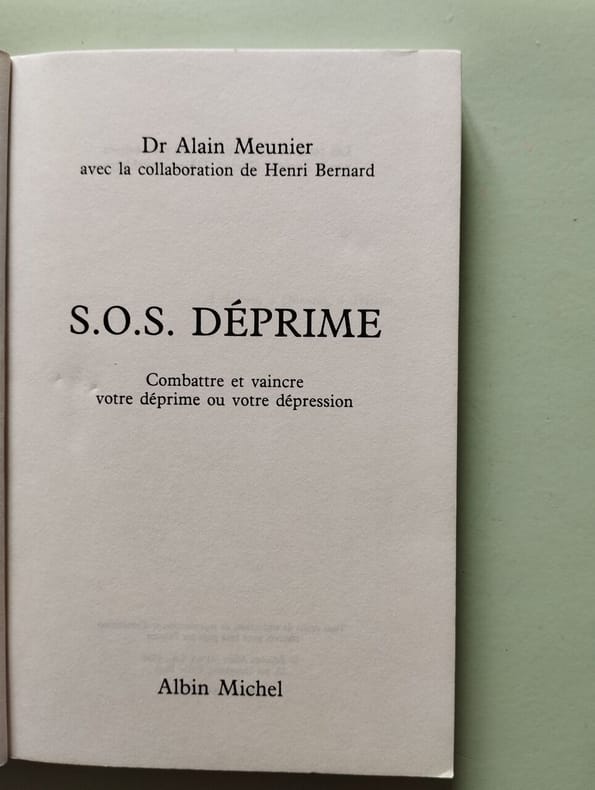 Dr Alain Meunier
avec la collaboration de Henri Bernard
S.O.S. DÉPRIME
Combattre et vaincre
votre déprime ou votre dépression
Albin Michel